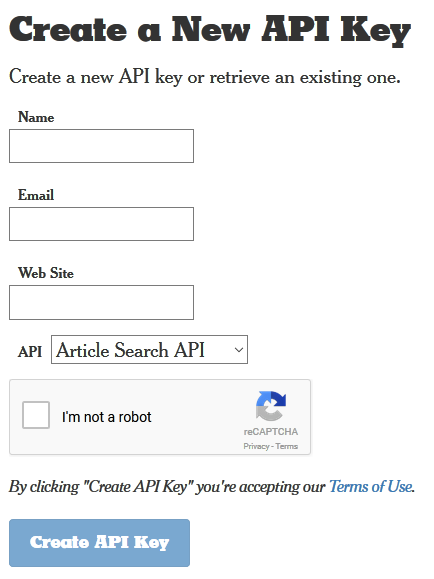 Create a New API Key
Create a new API key or retrieve an existing one.
Name
Email
Web Site
API Article Search API
I'm not a robot
reCAPTCHA
Privacy - Terms
By clicking "Create API Key" you're accepting our Terms of Use.
Create API Key